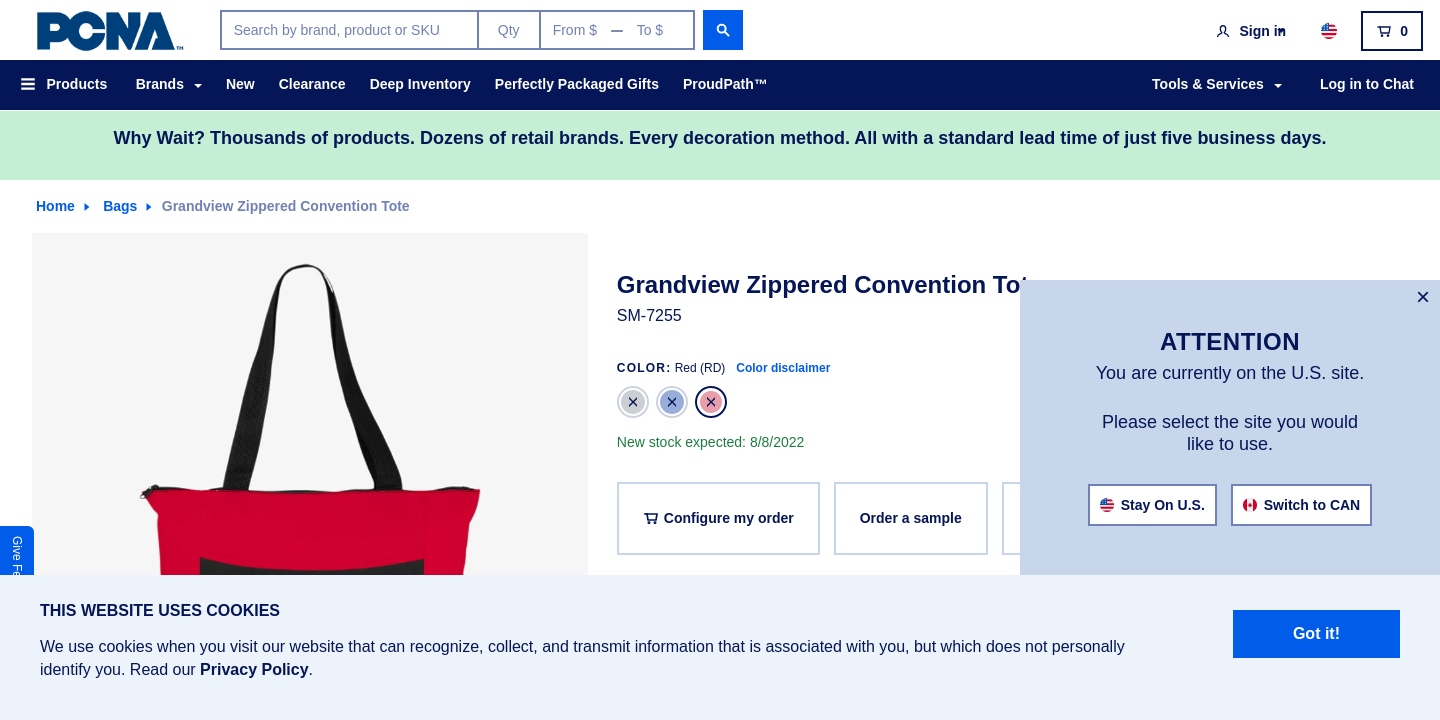 PCNA™
Search by brand, product or SKU
Qty
From $ — To $
Sign in
0
Products
Brands
New
Clearance
Deep Inventory
Perfectly Packaged Gifts
ProudPath™
Tools & Services
Log in to Chat
Why Wait? Thousands of products. Dozens of retail brands. Every decoration method. All with a standard lead time of just five business days.
Home
Bags
Grandview Zippered Convention Tote
Grandview Zippered Convention Tot
SM-7255
COLOR: Red (RD) Color disclaimer
New stock expected: 8/8/2022
Configure my order
Order a sample
ATTENTION
You are currently on the U.S. site.
Please select the site you would
like to use.
Stay On U.S.
Switch to CAN
Give
THIS WEBSITE USES COOKIES
We use cookies when you visit our website that can recognize, collect, and transmit information that is associated with you, but which does not personally
identify you. Read our Privacy Policy.
Got it!